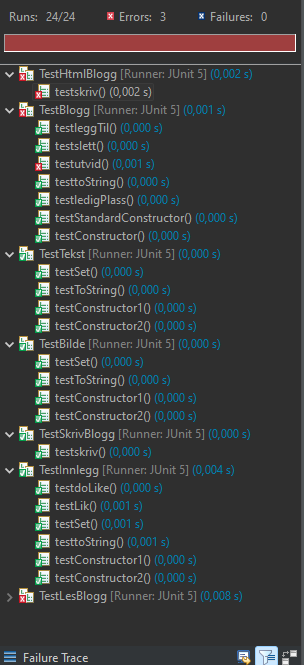 Runs: 24/24 Errors: 3 Failures: 0
TestHtmlBlogg [Runner: JUnit 5] (0,002 s)
testskriv() (0,002 s)
TestBlogg [Runner: JUnit 5] (0,001 s)
testleggTil() (0,000 s)
testslett() (0,000 s)
testutvid() (0,001 s)
testtoString() (0,000 s)
testledigPlass() (0,000 s)
testStandardConstructor() (0,000 s)
testConstructor() (0,000 s)
TestTekst [Runner: JUnit 5] (0,000 s)
testSet() (0,000 s)
testToString() (0,000 s)
testConstructor1() (0,000 s)
testConstructor2() (0,000 s)
TestBilde [Runner: JUnit 5] (0,000 s)
testSet() (0,000 s)
testToString() (0,000 s)
testConstructor1() (0,000 s)
testConstructor2() (0,000 s)
TestSkrivBlogg [Runner: JUnit 5] (0,000 s)
testskriv() (0,000 s)
TestInnlegg [Runner: JUnit 5] (0,004 s)
testdoLike() (0,000 s)
testLik() (0,001 s)
testSet() (0,001 s)
testtoString() (0,001 s)
testConstructor1() (0,000 s)
testConstructor2() (0,000 s)
TestLesBlogg [Runner: JUnit 5] (0,008 s)
Failure Trace